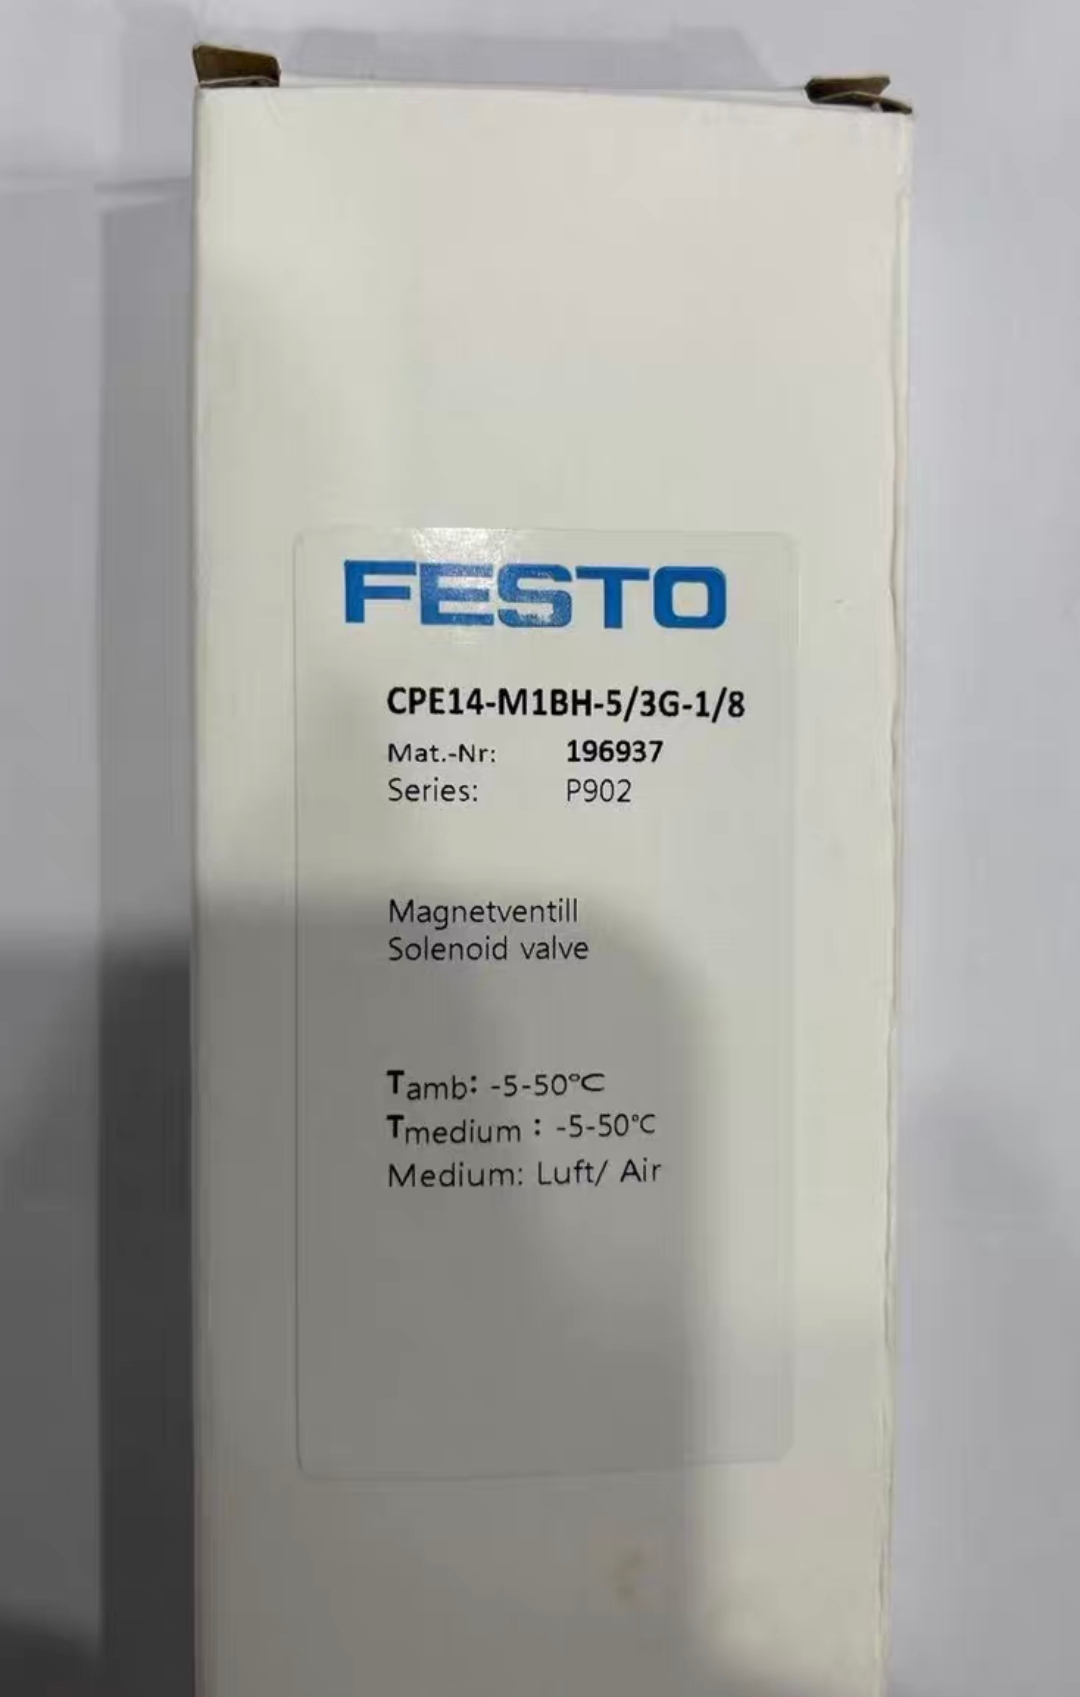 FESTO
CPE14-M1BH-5/3G-1/8
Mat.-Nr: 196937
Series: P902
Magnetventill
Solenoid valve
Tamb: -5-50°C
Tmedium : -5-50°C
Medium: Luft/ Air